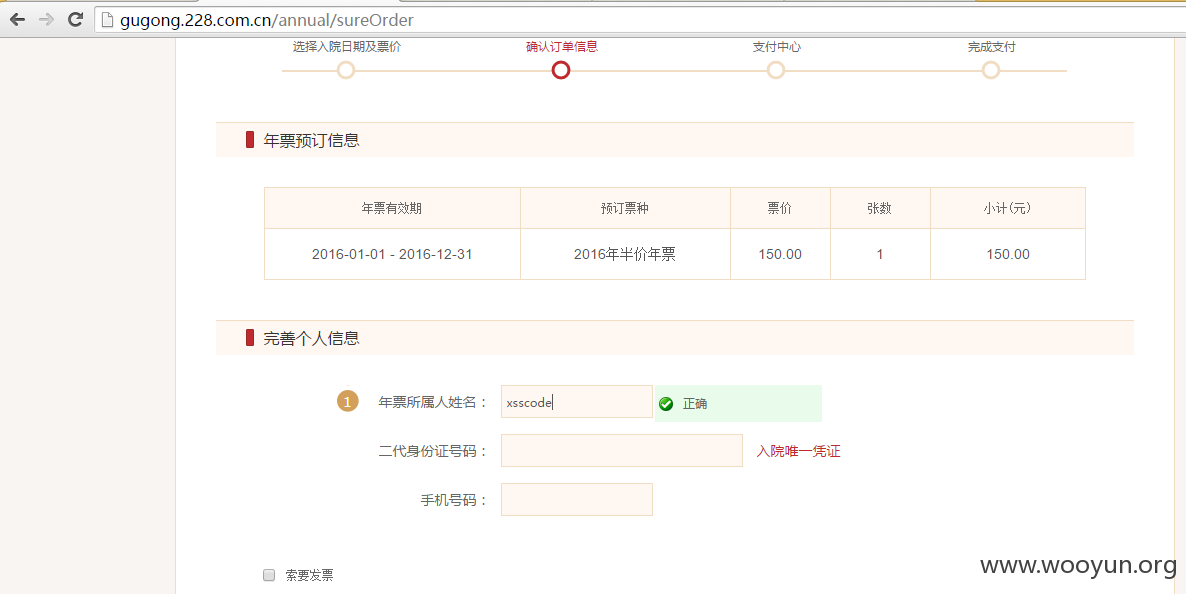 gugong.228.com.cn/annual/sureOrder
选择入院日期及票价 确认订单信息 支付中心 完成支付
年票预订信息
年票有效期 预订票种 票价 张数 小计(元)
2016-01-01 - 2016-12-31 2016年半价年票 150.00 1 150.00
完善个人信息
1 年票所属人姓名： xsscode 正确
二代身份证号码： 入院唯一凭证
手机号码：
索要发票
www.wooyun.org